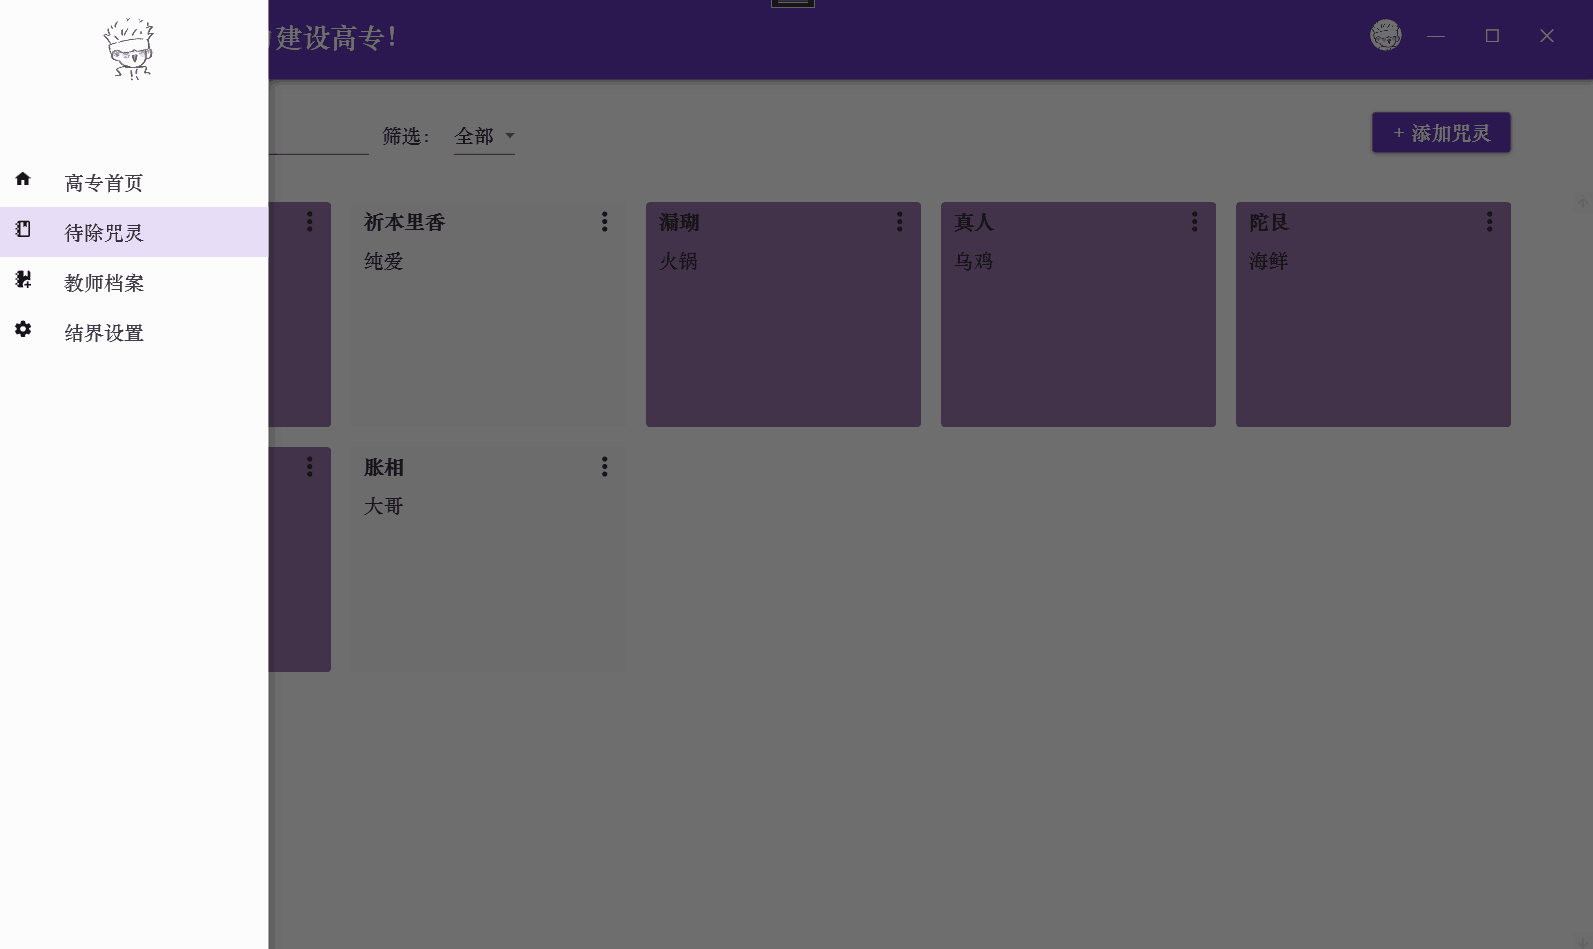 建设高专！
筛选： 全部
+ 添加咒灵
高专首页
待除咒灵
教师档案
结界设置
祈本里香
纯爱
漏瑚
火锅
真人
乌鸡
陀艮
海鲜
胀相
大哥